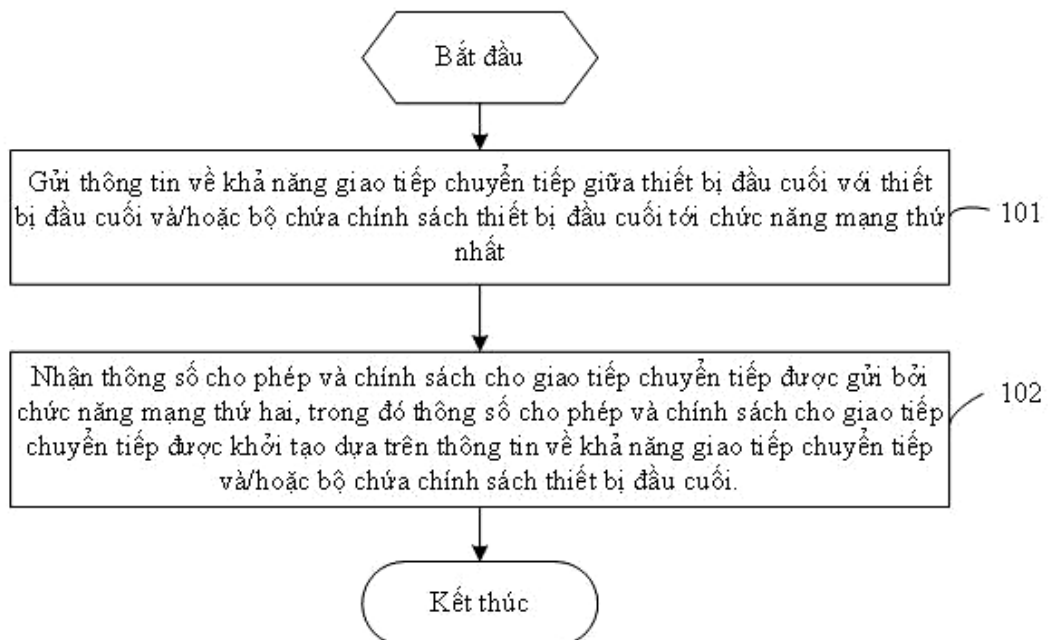 Bắt đầu
Gửi thông tin về khả năng giao tiếp chuyển tiếp giữa thiết bị đầu cuối với thiết
bị đầu cuối và/hoặc bộ chứa chính sách thiết bị đầu cuối tới chức năng mạng thứ
nhất
101
Nhận thông số cho phép và chính sách cho giao tiếp chuyển tiếp được gửi bởi
chức năng mạng thứ hai, trong đó thông số cho phép và chính sách cho giao tiếp
chuyển tiếp được khởi tạo dựa trên thông tin về khả năng giao tiếp chuyển tiếp
và/hoặc bộ chứa chính sách thiết bị đầu cuối.
102
Kết thúc